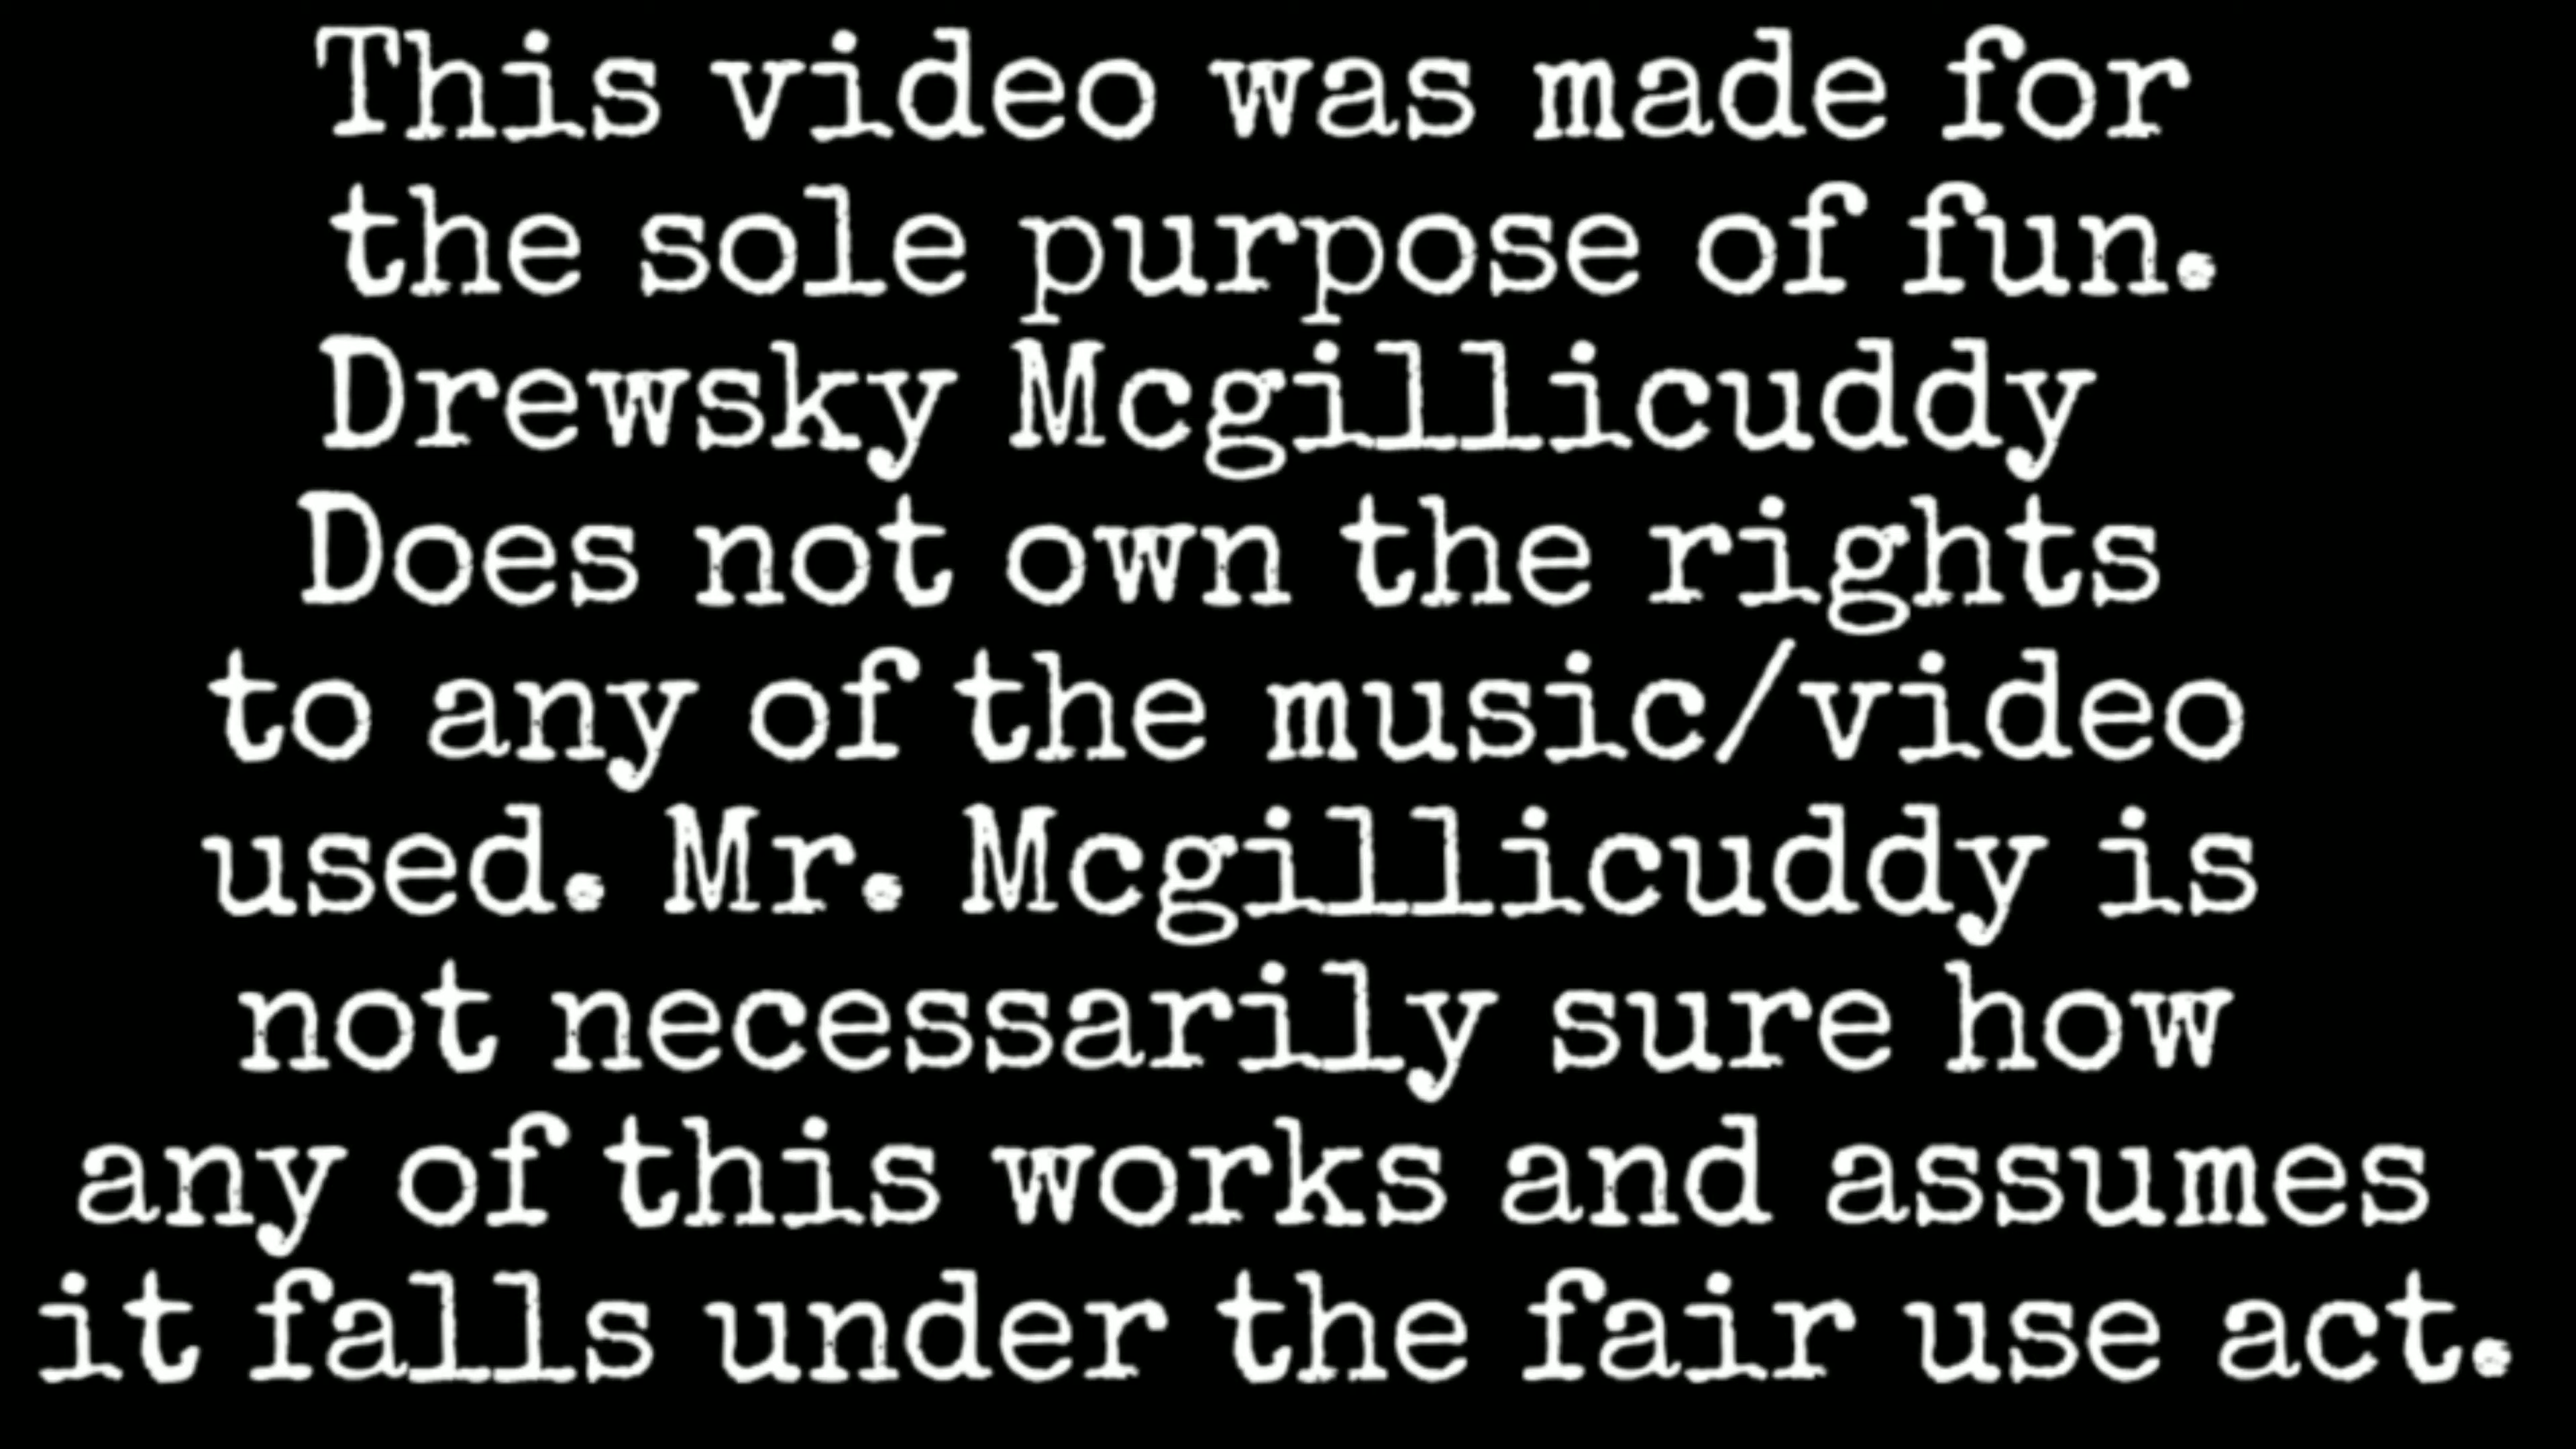 This video was made for
the sole purpose of fun.
Drewsky Mcgillicuddy
Does not own the rights
to any of the music/video
used. Mr. Mcgillicuddy is
not necessarily sure how
any of this works and assumes
it falls under the fair use act.